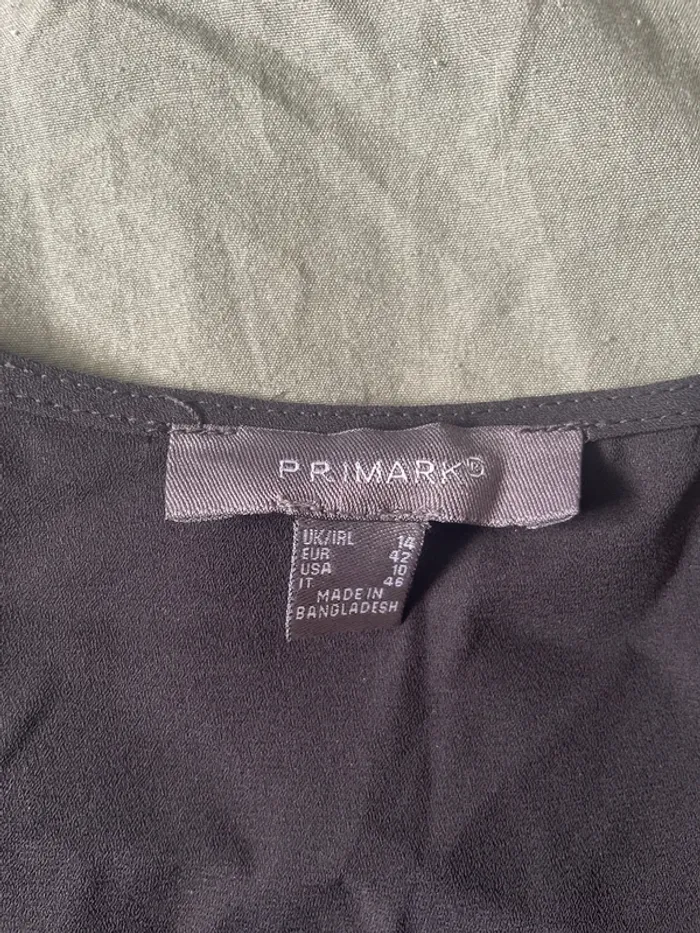 PRIMARK®
UK/IRL 14
EUR 42
USA 10
IT 46
MADE IN
BANGLADESH